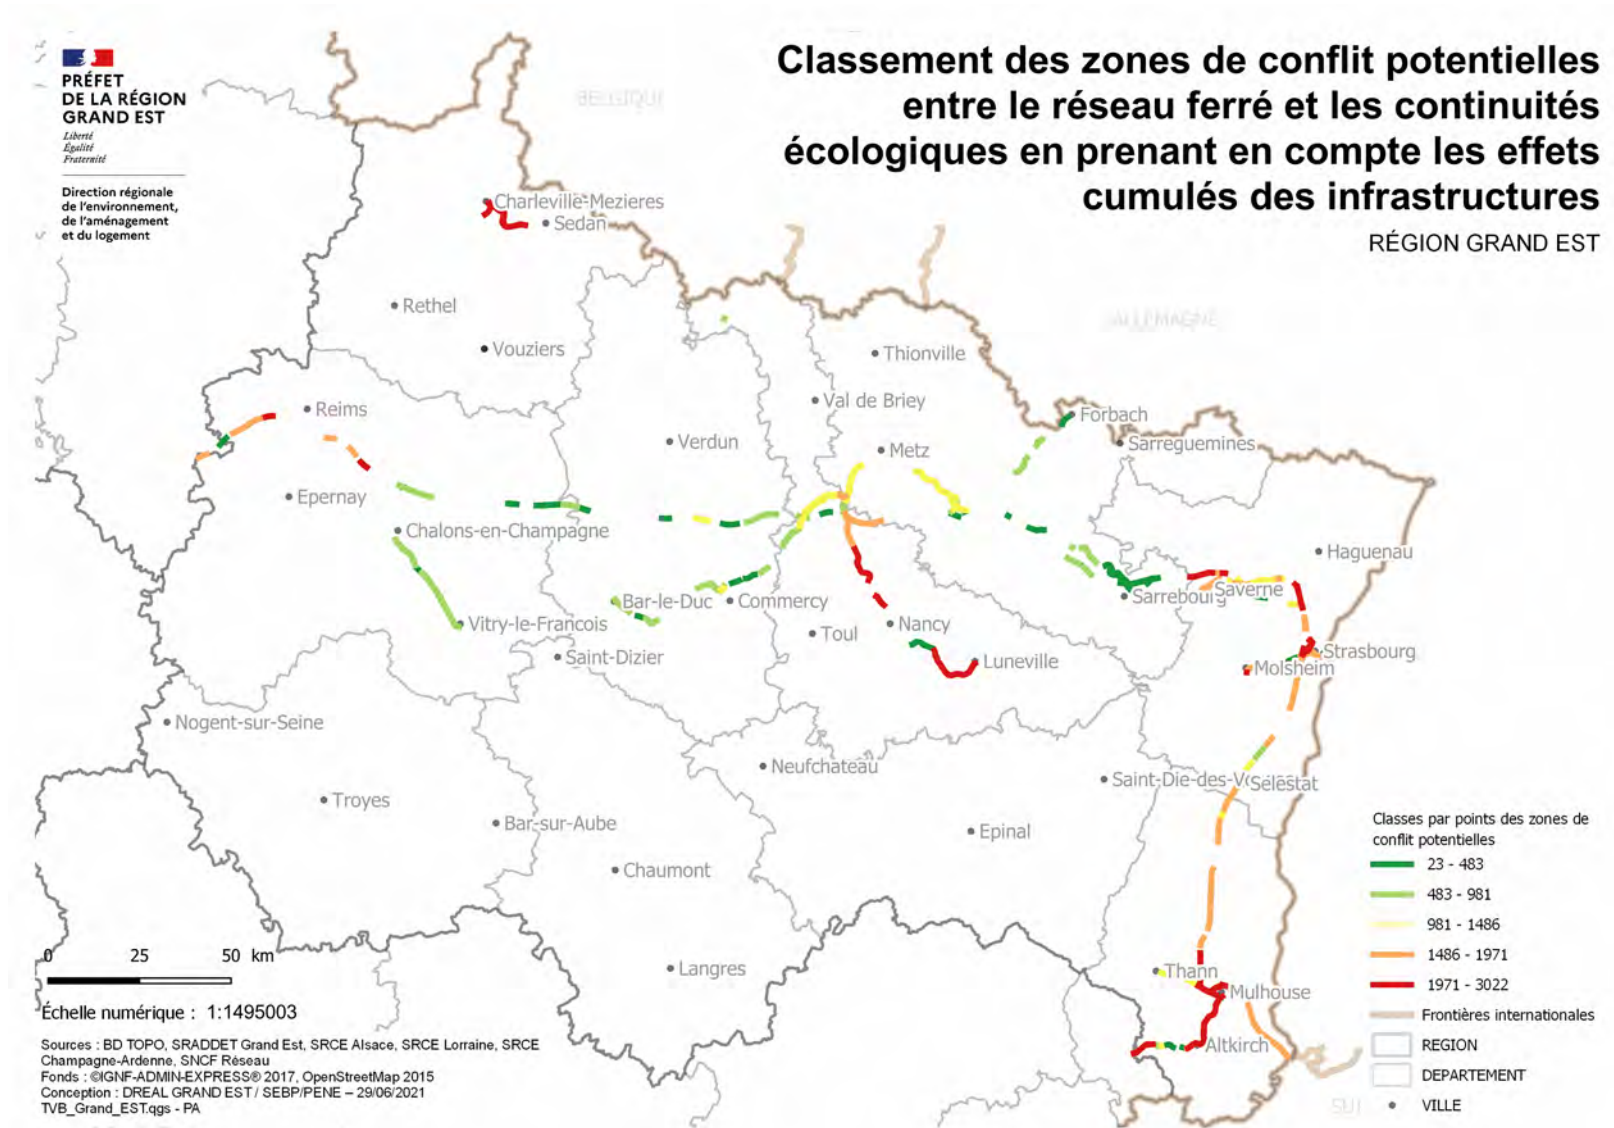 PRÉFET
DE LA RÉGION
GRAND EST
Liberté
Égalité
Fraternité
Direction régionale
de l'environnement,
de l'aménagement
et du logement
Classement des zones de conflit potentielles
entre le réseau ferré et les continuités
écologiques en prenant en compte les effets
cumulés des infrastructures
RÉGION GRAND EST
BELGIQUE
Charleville-Mezieres
Sedan
Rethel
ALLEMAGNE
Vouziers
Thionville
Val de Briey
Reims
Forbach
Verdun
Metz
Sarreguemines
Epernay
Chalons-en-Champagne
Haguenau
Bar-le-Duc
Commercy
Sarrebourg
Saverne
Vitry-le-Francois
Toul
Nancy
Saint-Dizier
Luneville
Strasbourg
Molsheim
Nogent-sur-Seine
Neufchateau
Saint-Die-des-V
Sélestat
Troyes
Bar-sur-Aube
Epinal
Chaumont
Langres
Thann
Mulhouse
Altkirch
SUI
Classes par points des zones de
conflit potentielles
23 - 483
483 - 981
981 - 1486
1486 - 1971
1971 - 3022
Frontières internationales
REGION
DEPARTEMENT
VILLE
0 25 50 km
Échelle numérique : 1:1495003
Sources : BD TOPO, SRADDET Grand Est, SRCE Alsace, SRCE Lorraine, SRCE
Champagne-Ardenne, SNCF Réseau
Fonds : ©IGNF-ADMIN-EXPRESS® 2017, OpenStreetMap 2015
Conception : DREAL GRAND EST / SEBP/PENE – 29/06/2021
TVB_Grand_EST.qgs - PA